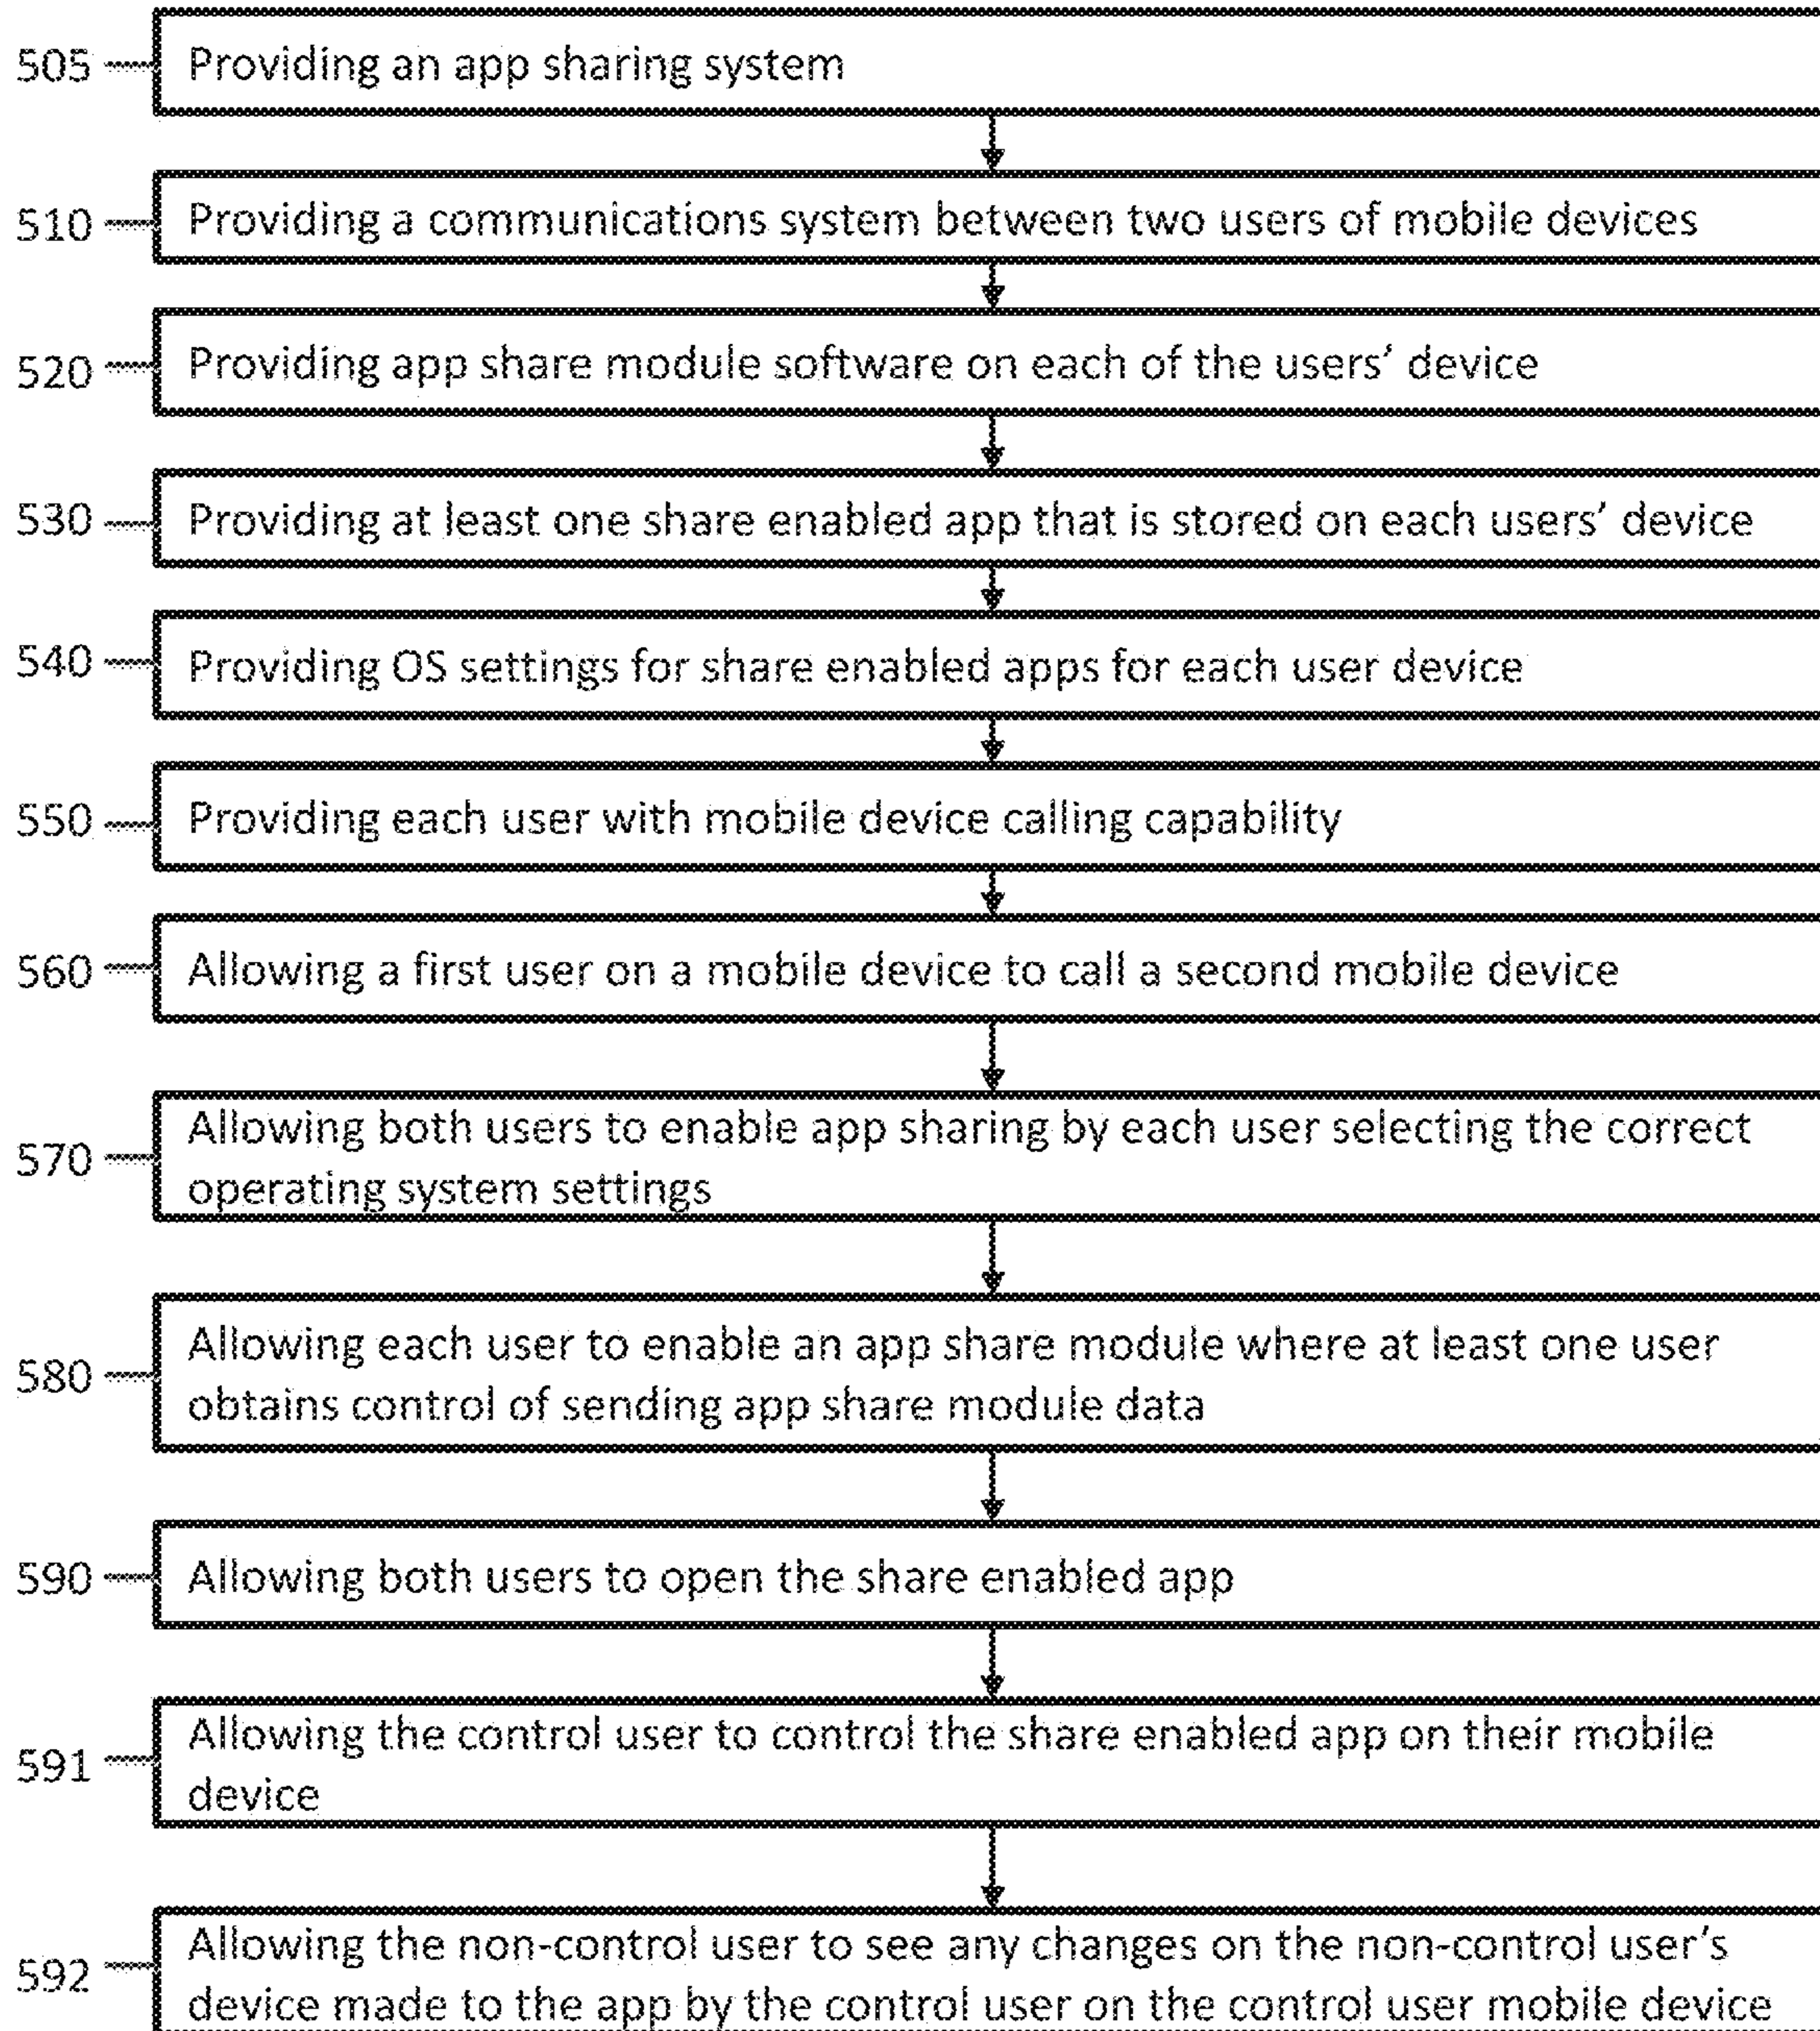 505 Providing an app sharing system
510 Providing a communications system between two users of mobile devices
520 Providing app share module software on each of the users’ device
530 Providing at least one share enabled app that is stored on each users’ device
540 Providing OS settings for share enabled apps for each user device
550 Providing each user with mobile device calling capability
560 Allowing a first user on a mobile device to call a second mobile device
570 Allowing both users to enable app sharing by each user selecting the correct
operating system settings
580 Allowing each user to enable an app share module where at least one user
obtains control of sending app share module data
590 Allowing both users to open the share enabled app
591 Allowing the control user to control the share enabled app on their mobile
device
592 Allowing the non-control user to see any changes on the non-control user’s
device made to the app by the control user on the control user mobile device